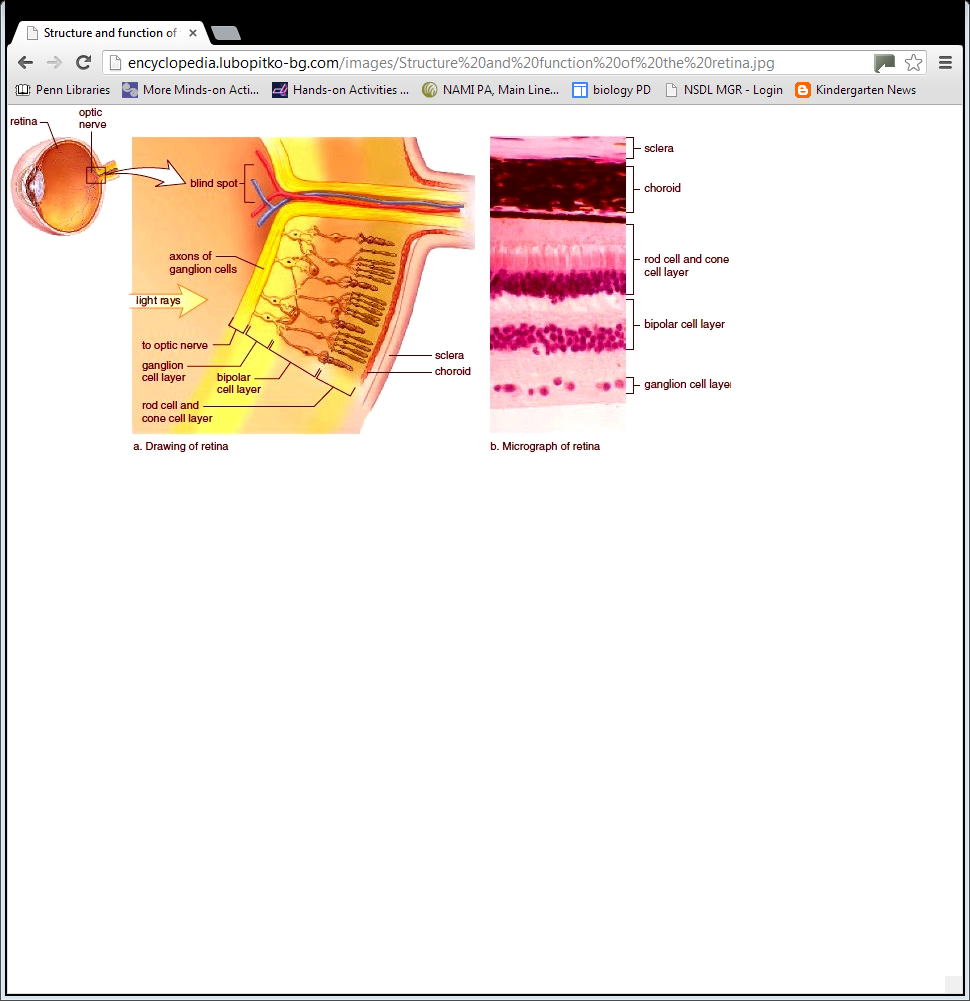 Structure and function of
encyclopedia.lubopitko-bg.com/images/Structure%20and%20function%20of%20the%20retina.jpg
Penn Libraries
More Minds-on Acti...
Hands-on Activities ...
NAMI PA, Main Line...
biology PD
NSDL MGR - Login
Kindergarten News
retina
optic
nerve
blind spot
axons of
ganglion cells
light rays
to optic nerve
ganglion
cell layer
bipolar
cell layer
rod cell and
cone cell layer
sclera
choroid
a. Drawing of retina
sclera
choroid
rod cell and cone
cell layer
bipolar cell layer
ganglion cell layer
b. Micrograph of retina